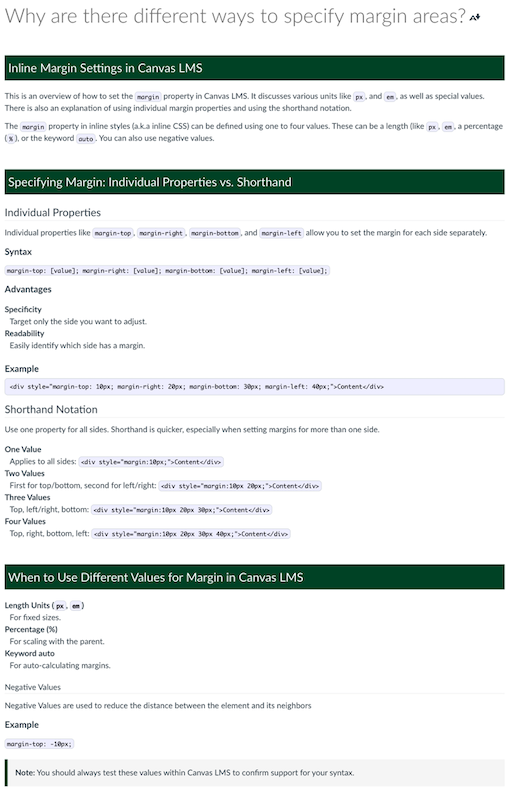 Why are there different ways to specify margin areas?
Inline Margin Settings in Canvas LMS
This is an overview of how to set the margin property in Canvas LMS. It discusses various units like px, and em, as well as special values.
There is also an explanation of using individual margin properties and using the shorthand notation.
The margin property in inline styles (a.k.a inline CSS) can be defined using one to four values. These can be a length (like px, em, a percentage
(%), or the keyword auto. You can also use negative values.
Specifying Margin: Individual Properties vs. Shorthand
Individual Properties
Individual properties like margin-top, margin-right, margin-bottom, and margin-left allow you to set the margin for each side separately.
Syntax
margin-top: [value]; margin-right: [value]; margin-bottom: [value]; margin-left: [value];
Advantages
Specificity
Target only the side you want to adjust.
Readability
Easily identify which side has a margin.
Example
<div style="margin-top: 10px; margin-right: 20px; margin-bottom: 30px; margin-left: 40px;">Content</div>
Shorthand Notation
Use one property for all sides. Shorthand is quicker, especially when setting margins for more than one side.
One Value
Applies to all sides: <div style="margin:10px;">Content</div>
Two Values
First for top/bottom, second for left/right: <div style="margin:10px 20px;">Content</div>
Three Values
Top, left/right, bottom: <div style="margin:10px 20px 30px;">Content</div>
Four Values
Top, right, bottom, left: <div style="margin:10px 20px 30px 40px;">Content</div>
When to Use Different Values for Margin in Canvas LMS
Length Units (px, em)
For fixed sizes.
Percentage (%)
For scaling with the parent.
Keyword auto
For auto-calculating margins.
Negative Values
Negative Values are used to reduce the distance between the element and its neighbors
Example
margin-top: -10px;
Note: You should always test these values within Canvas LMS to confirm support for your syntax.